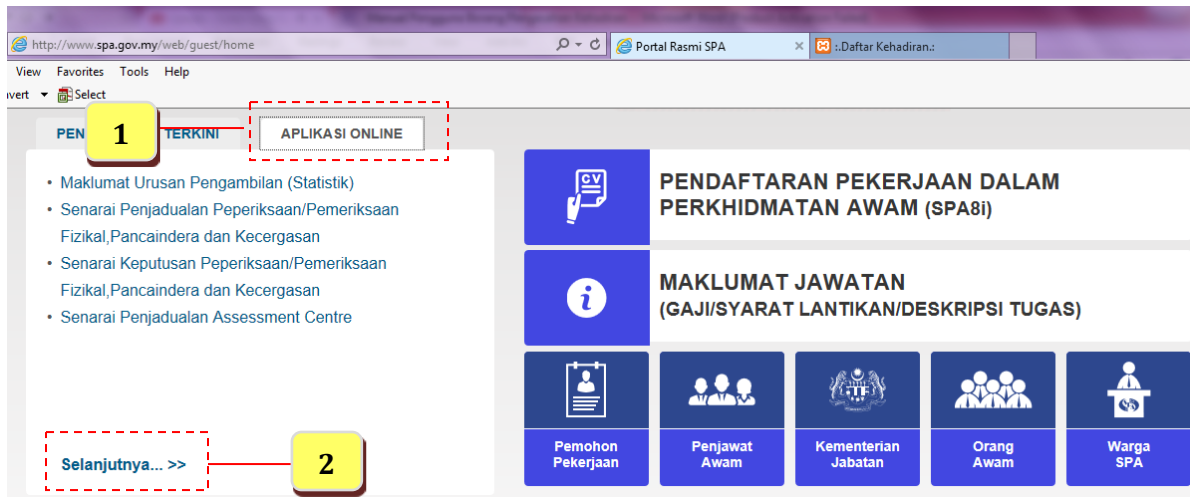 http://www.spa.gov.my/web/guest/home
Portal Rasmi SPA
:.Daftar Kehadiran.:
View Favorites Tools Help
Select
1
TERKINI
APLIKASI ONLINE
• Maklumat Urusan Pengambilan (Statistik)
• Senarai Penjadualan Peperiksaan/Pemeriksaan
Fizikal,Pancaindera dan Kecergasan
• Senarai Keputusan Peperiksaan/Pemeriksaan
Fizikal,Pancaindera dan Kecergasan
• Senarai Penjadualan Assessment Centre
Selanjutnya... >>
2
CV
PENDAFTARAN PEKERJAAN DALAM
PERKHIDMATAN AWAM (SPA8i)
i
MAKLUMAT JAWATAN
(GAJI/SYARAT LANTIKAN/DESKRIPSI TUGAS)
Pemohon
Pekerjaan
Penjawat
Awam
Kementerian
Jabatan
Orang
Awam
Warga
SPA